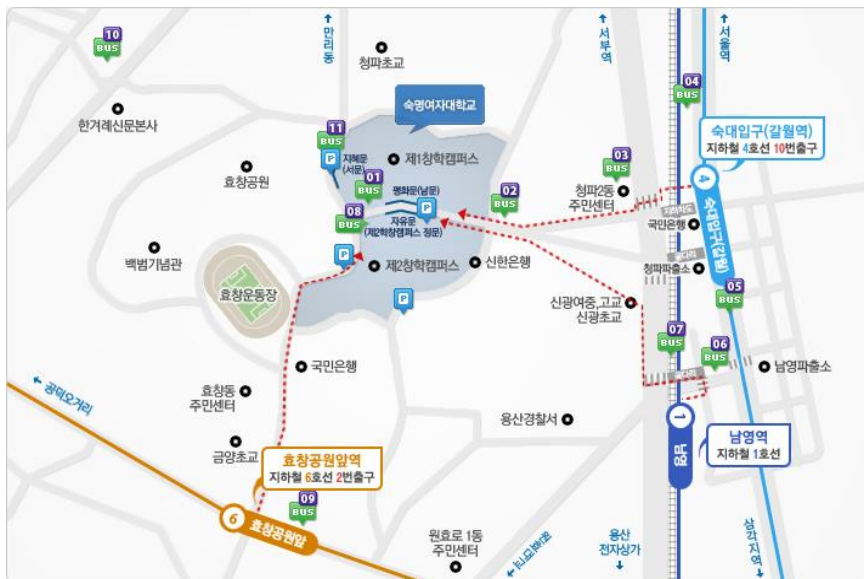 10
BUS
↑
만리동
청파초교
↑
서부역
04
BUS
↑
서울역
한겨레신문본사
숙명여자대학교
11
BUS
P
지혜문
(서문)
제1창학캠퍼스
숙대입구(갈월역)
지하철 4호선 10번출구
03
BUS
효창공원
01
BUS
평화문(남문)
P
02
BUS
청파2동
주민센터
4
숙대입구(갈월)
지하차도
국민은행
08
BUS
자유문
(제2창학캠퍼스 정문)
P
백범기념관
제2창학캠퍼스
신한은행
굴다리
청파파출소
효창운동장
P
신광여중,고교
신광초교
05
BUS
07
BUS
06
BUS
국민은행
굴다리
남영파출소
← 공덕오거리
효창동
주민센터
용산경찰서
1
남영
남영역
지하철 1호선
금양초교
효창공원앞역
지하철 6호선 2번출구
09
BUS
6
효창공원앞
원효로 1동
주민센터
용산
전자상가
↓
삼각지역
↓